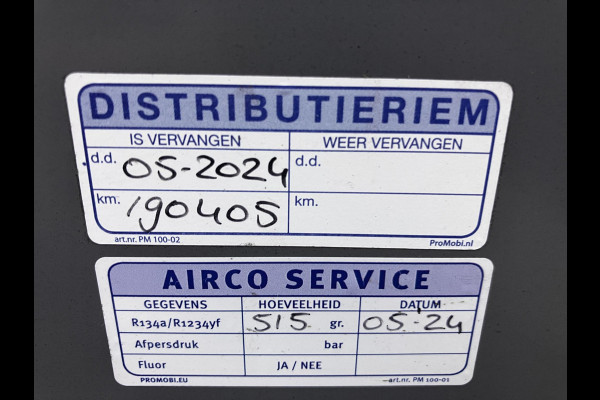 DISTRIBUTIERIEM
IS VERVANGEN WEER VERVANGEN
d.d. 05-2024 d.d.
km. 190405 km.
art.nr. PM 100-02 ProMobi.nl
AIRCO SERVICE
GEGEVENS HOEVEELHEID DATUM
R134a/R1234yf 515 gr. 05-24
Afpersdruk bar
Fluor JA / NEE
PROMOBI.EU art.nr. PM 100-01